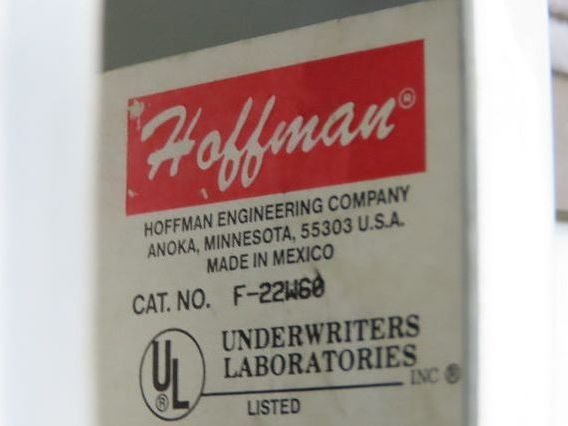 Hoffman®
HOFFMAN ENGINEERING COMPANY
ANOKA, MINNESOTA, 55303 U.S.A.
MADE IN MEXICO
CAT. NO. F-22W60
UL ®
UNDERWRITERS
LABORATORIES
INC ®
LISTED